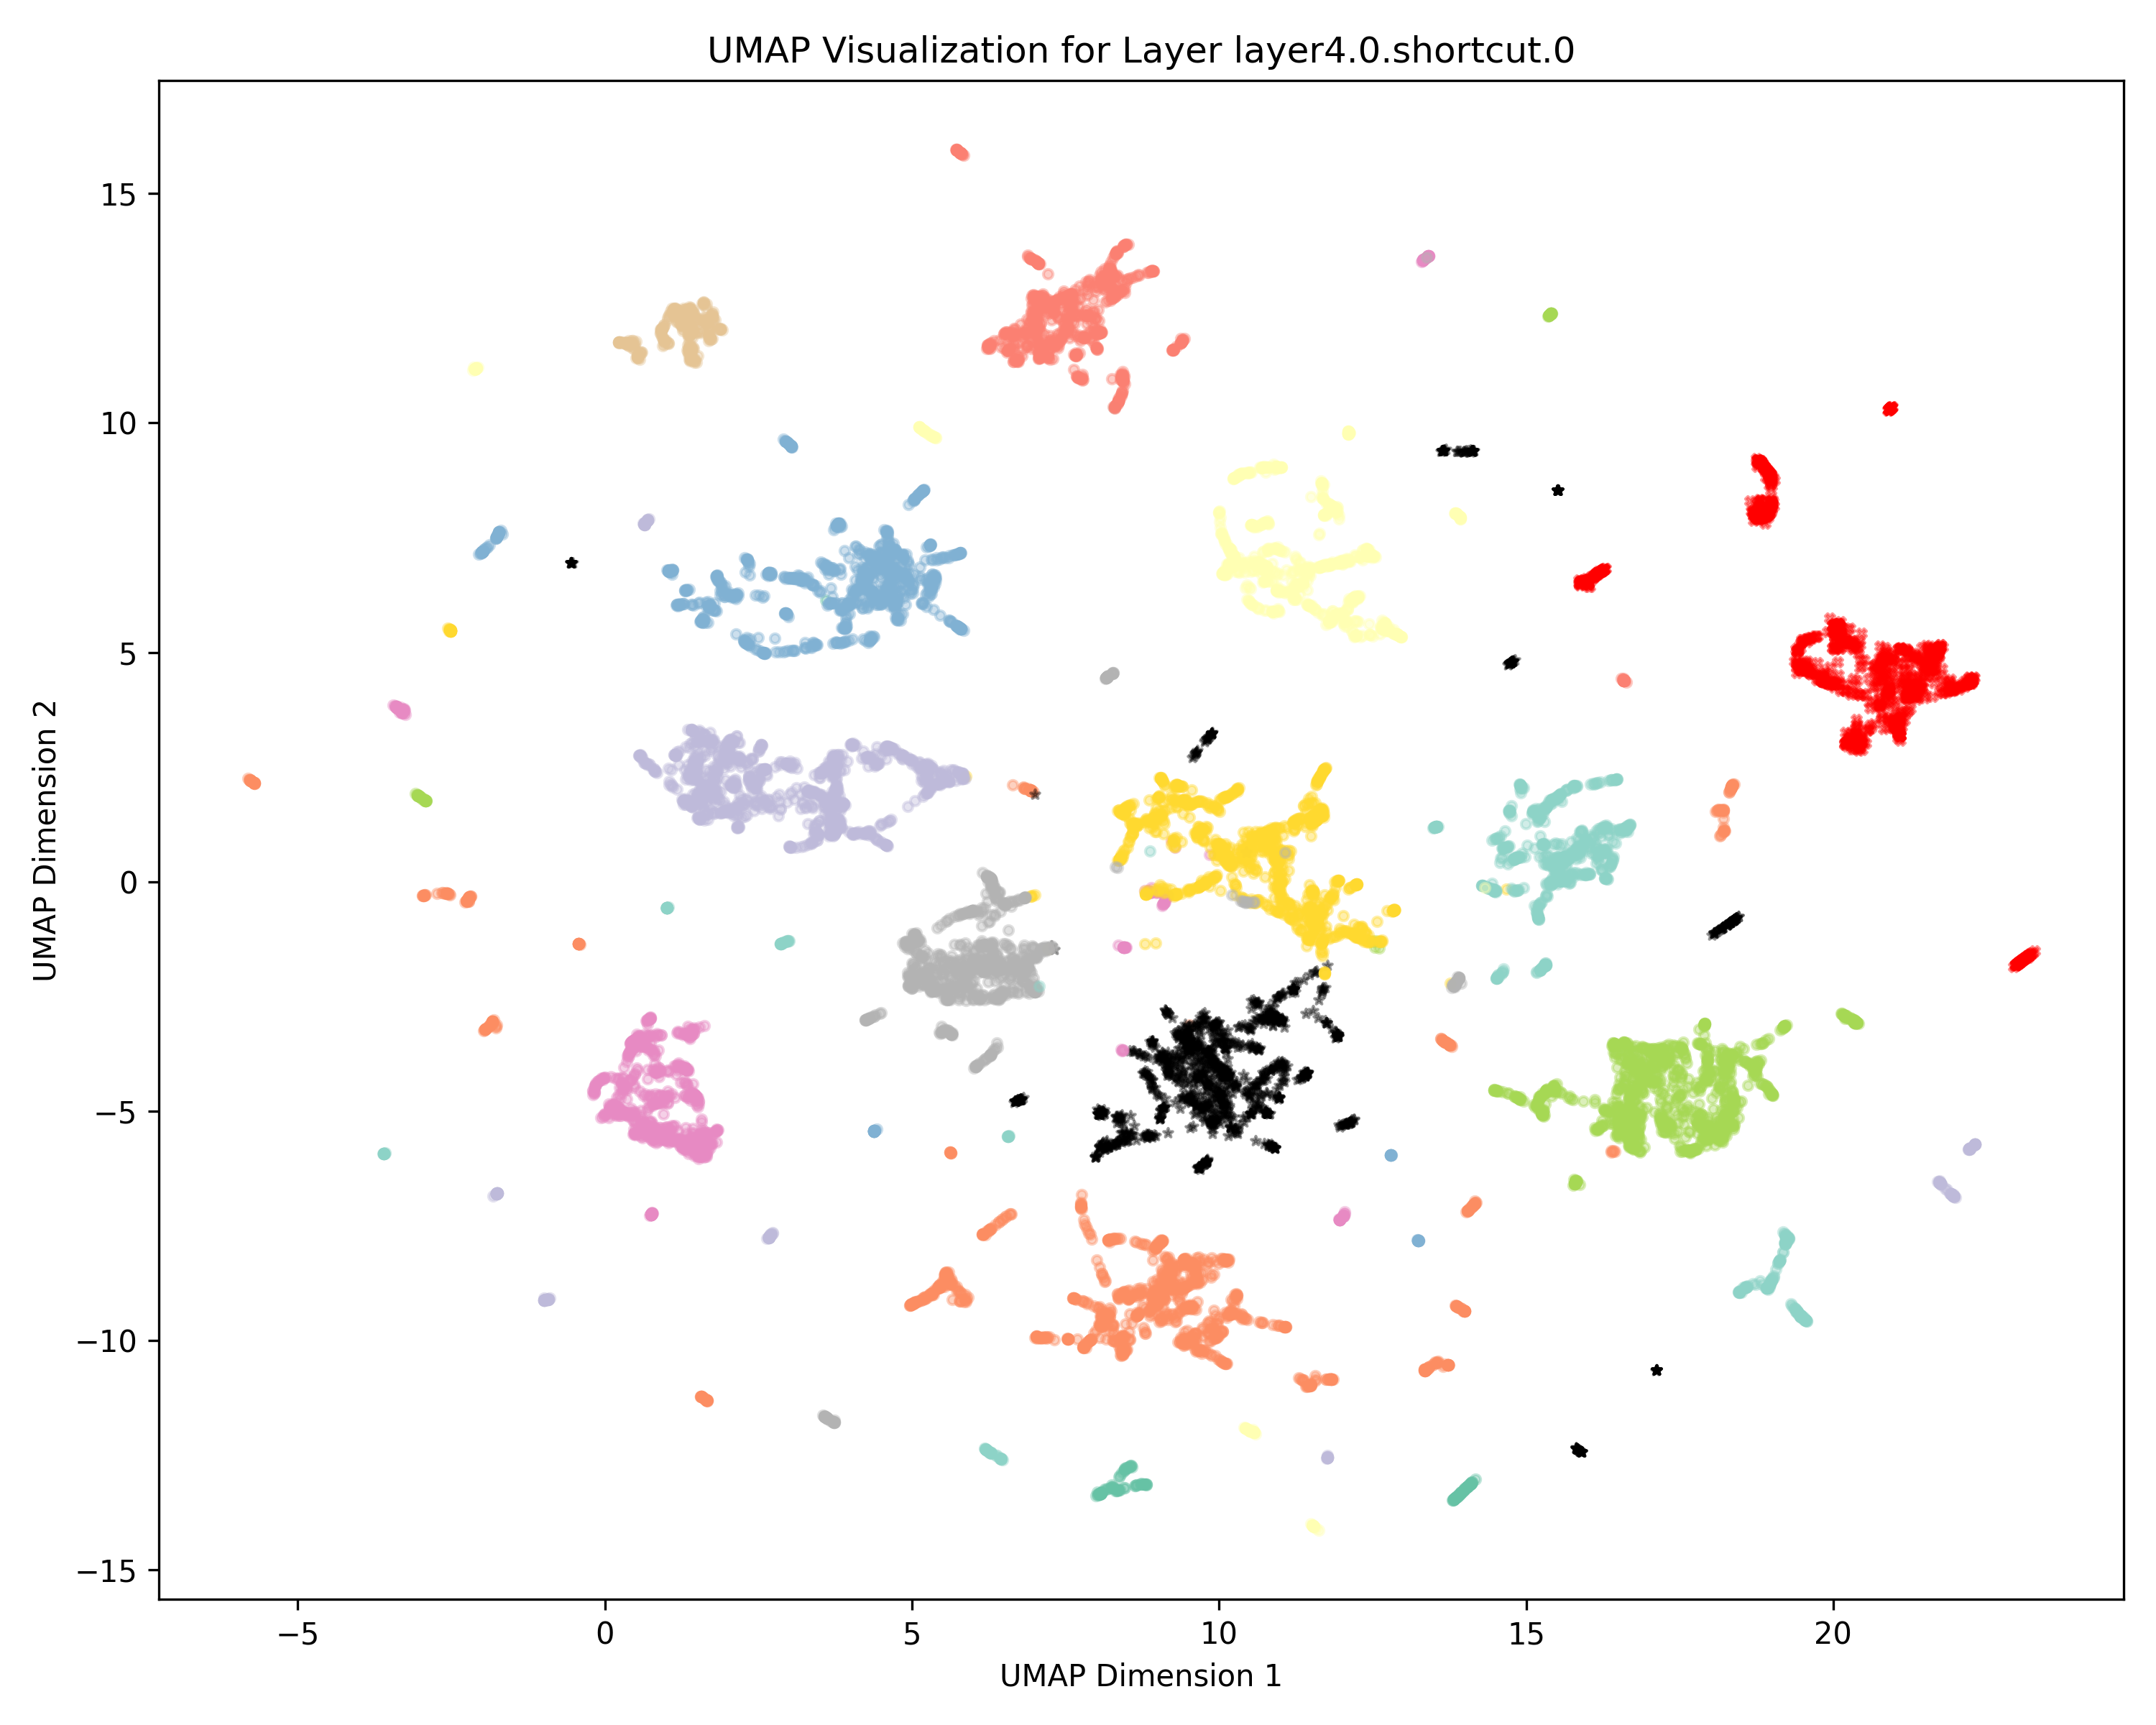 UMAP Visualization for Layer layer4.0.shortcut.0
15
10
5
0
−5
−10
−15
UMAP Dimension 2
−5 0 5 10 15 20
UMAP Dimension 1